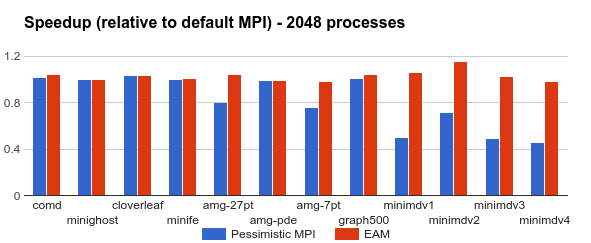 Speedup (relative to default MPI) - 2048 processes
1.2
0.8
0.4
0
comd cloverleaf amg-27pt amg-7pt minimdv1 minimdv3
minighost minife amg-pde graph500 minimdv2 minimdv4
Pessimistic MPI EAM